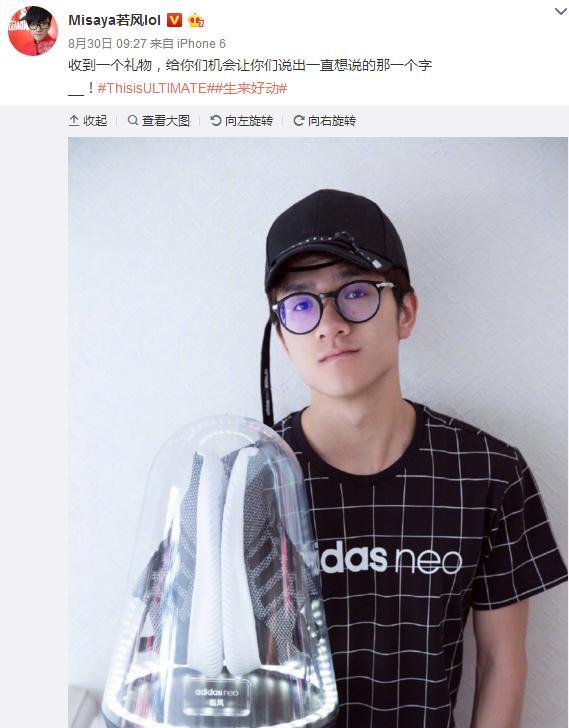 Misaya若风lol
8月30日 09:27 来自 iPhone 6
收到一个礼物，给你们机会让你们说出一直想说的那一个字
__！#ThisisULTIMATE##生来好动#
收起 查看大图 向左旋转 向右旋转
didas neo
adidas neo
若风